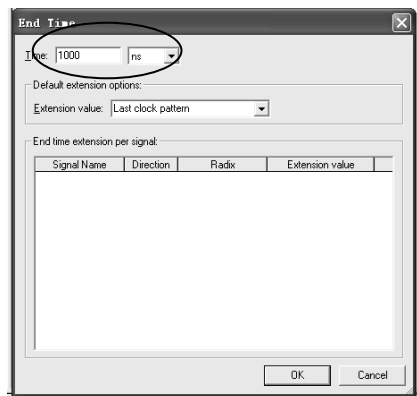 End Time
Time: 1000 ns
Default extension options:
Extension value: Last clock pattern
End time extension per signal:
Signal Name Direction Radix Extension value
OK Cancel